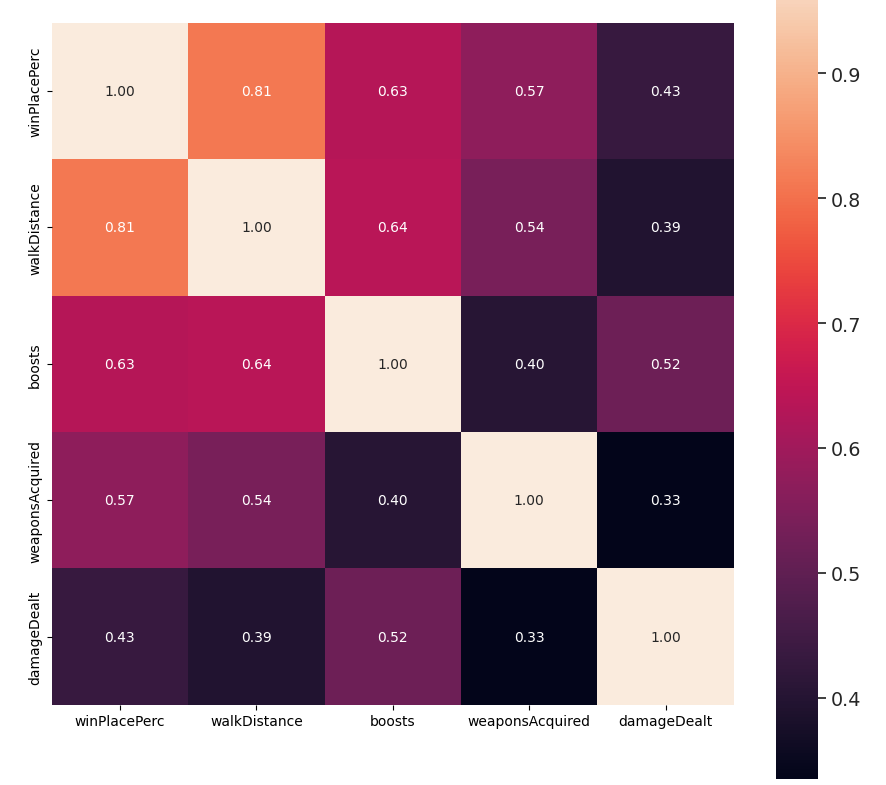 winPlacePerc 1.00 0.81 0.63 0.57 0.43
walkDistance 0.81 1.00 0.64 0.54 0.39
boosts 0.63 0.64 1.00 0.40 0.52
weaponsAcquired 0.57 0.54 0.40 1.00 0.33
damageDealt 0.43 0.39 0.52 0.33 1.00
winPlacePerc walkDistance boosts weaponsAcquired damageDealt
0.9
0.8
0.7
0.6
0.5
0.4